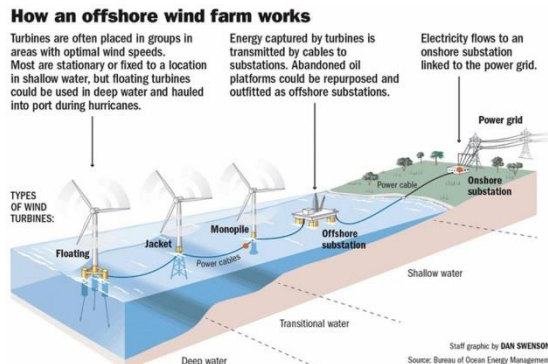 How an offshore wind farm works
Turbines are often placed in groups in
areas with optimal wind speeds.
Most are stationary or fixed to a location
in shallow water, but floating turbines
could be used in deep water and hauled
into port during hurricanes.
Energy captured by turbines is
transmitted by cables to
substations. Abandoned oil
platforms could be repurposed and
outfitted as offshore substations.
Electricity flows to an
onshore substation
linked to the power grid.
Power grid
TYPES
OF WIND
TURBINES:
Floating
Jacket
Monopile
Power cables
Offshore
substation
Power cable
Onshore
substation
Shallow water
Transitional water
Deep water
Staff graphic by DAN SWENSON
Source: Bureau of Ocean Energy Management